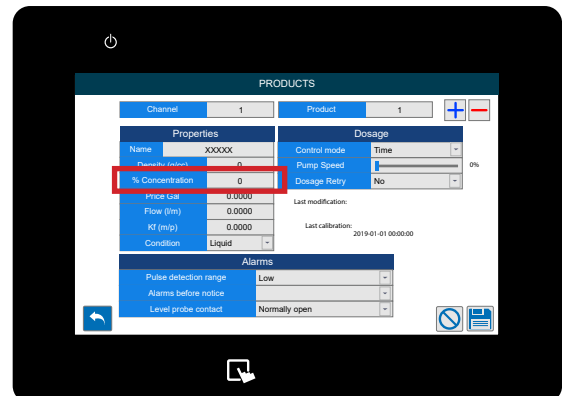 PRODUCTS
Channel 1 Product 1
Properties Dosage
Name XXXXX Control mode Time
Density (g/cc) 0 Pump Speed 0%
% Concentration 0 Dosage Retry No
Price Gal 0.0000 Last modification:
Flow (l/m) 0.0000
Kf (m/p) 0.0000 Last calibration: 2019-01-01 00:00:00
Condition Liquid
Alarms
Pulse detection range Low
Alarms before notice
Level probe contact Normally open